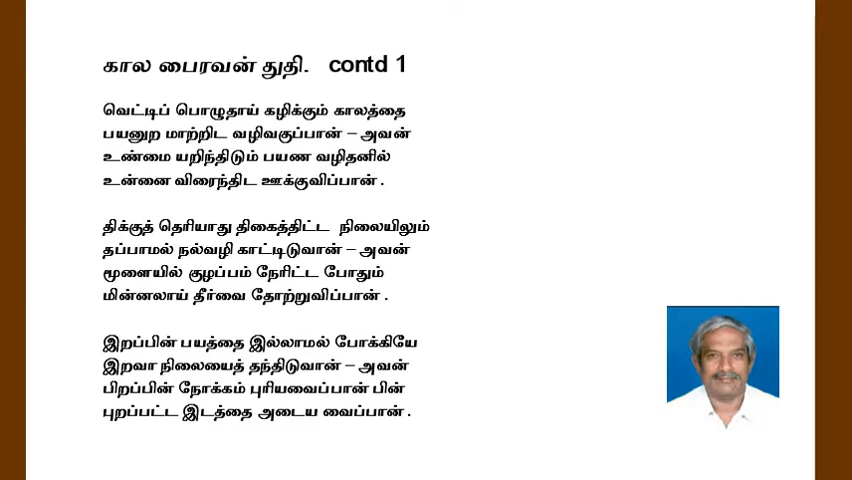 கால பைரவன் துதி. contd 1
வெட்டிப் பொழுதாய் கழிக்கும் காலத்தை
பயனுற மாற்றிட வழிவகுப்பான் – அவன்
உண்மை யறிந்திடும் பயண வழிதனில்
உன்னை விரைந்திட ஊக்குவிப்பான் .
திக்குத் தெரியாது திகைத்திட்ட நிலையிலும்
தப்பாமல் நல்வழி காட்டிடுவான் – அவன்
மூளையில் குழப்பம் நேரிட்ட போதும்
மின்னலாய் தீர்வை தோற்றுவிப்பான் .
இறப்பின் பயத்தை இல்லாமல் போக்கியே
இறவா நிலையைத் தந்திடுவான் – அவன்
பிறப்பின் நோக்கம் புரியவைப்பான் பின்
புறப்பட்ட இடத்தை அடைய வைப்பான் .